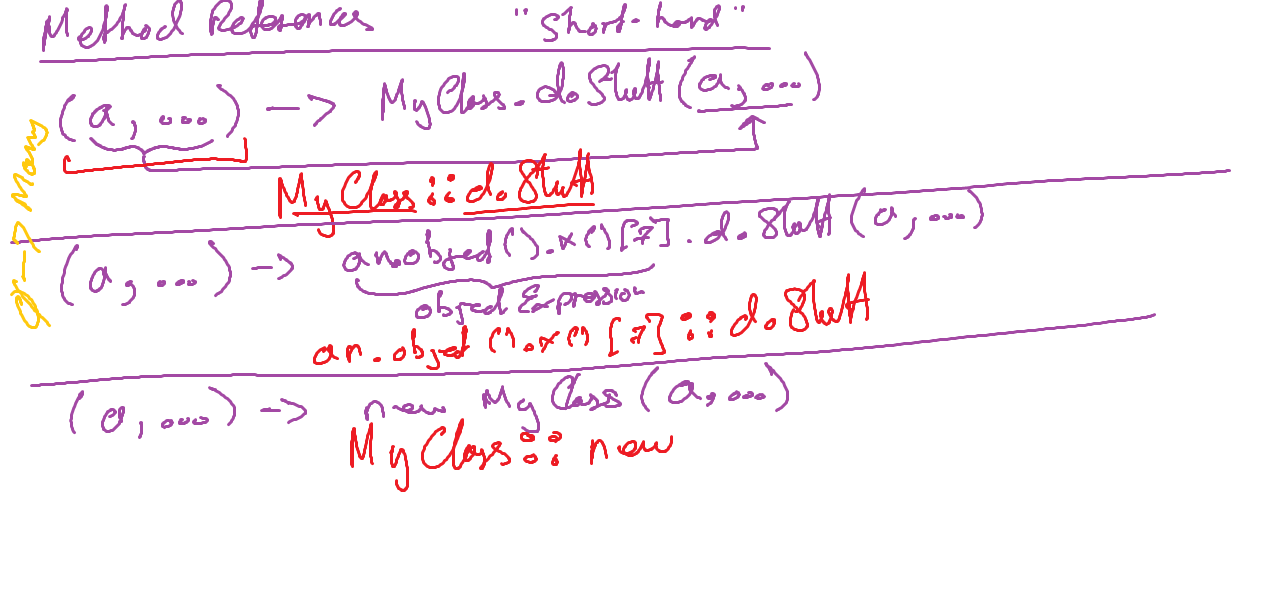 Method References "Short-hand"
(a, ...) -> MyClass.doStuff(a, ...)
MyClass::doStuff
(a, ...) -> anobject().x()[7].doStuff(a, ...)
object Expression
an.object().x()[7]::doStuff
(a, ...) -> new MyClass(a, ...)
MyClass::new
-> Many